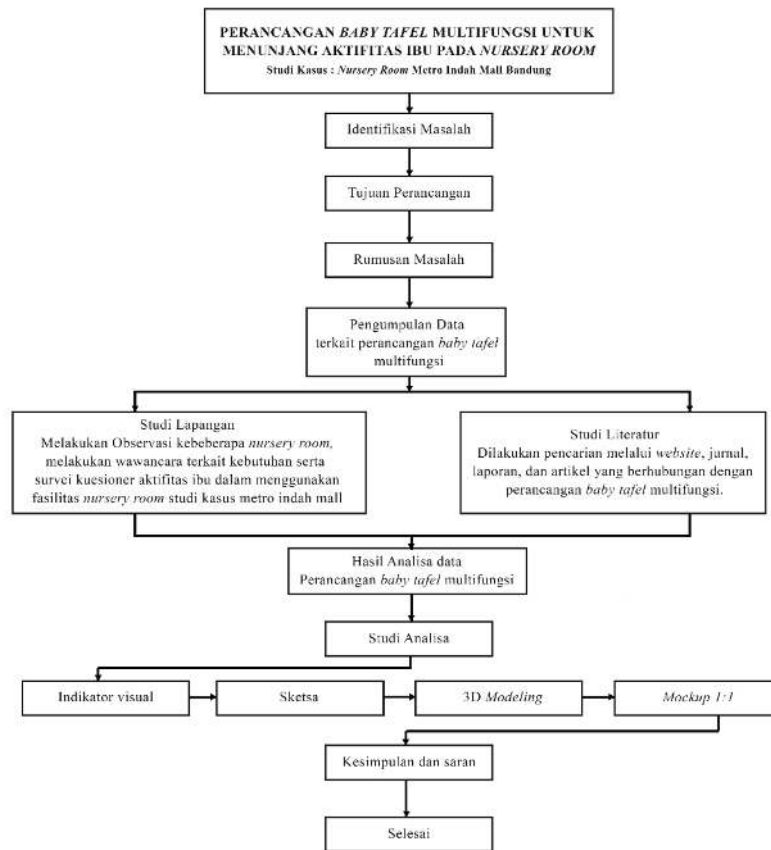 PERANCANGAN BABY TAFEL MULTIFUNGSI UNTUK
MENUNJANG AKTIFITAS IBU PADA NURSERY ROOM
Studi Kasus : Nursery Room Metro Indah Mall Bandung
Identifikasi Masalah
Tujuan Perancangan
Rumusan Masalah
Pengumpulan Data
terkait perancangan baby tafel
multifungsi
Studi Lapangan
Melakukan Observasi kebeberapa nursery room,
melakukan wawancara terkait kebutuhan serta
survei kuesioner aktifitas ibu dalam menggunakan
fasilitas nursery room studi kasus metro indah mall
Studi Literatur
Dilakukan pencarian melalui website, jurnal,
laporan, dan artikel yang berhubungan dengan
perancangan baby tafel multifungsi.
Hasil Analisa data
Perancangan baby tafel multifungsi
Studi Analisa
Indikator visual
Sketsa
3D Modeling
Mockup 1:1
Kesimpulan dan saran
Selesai